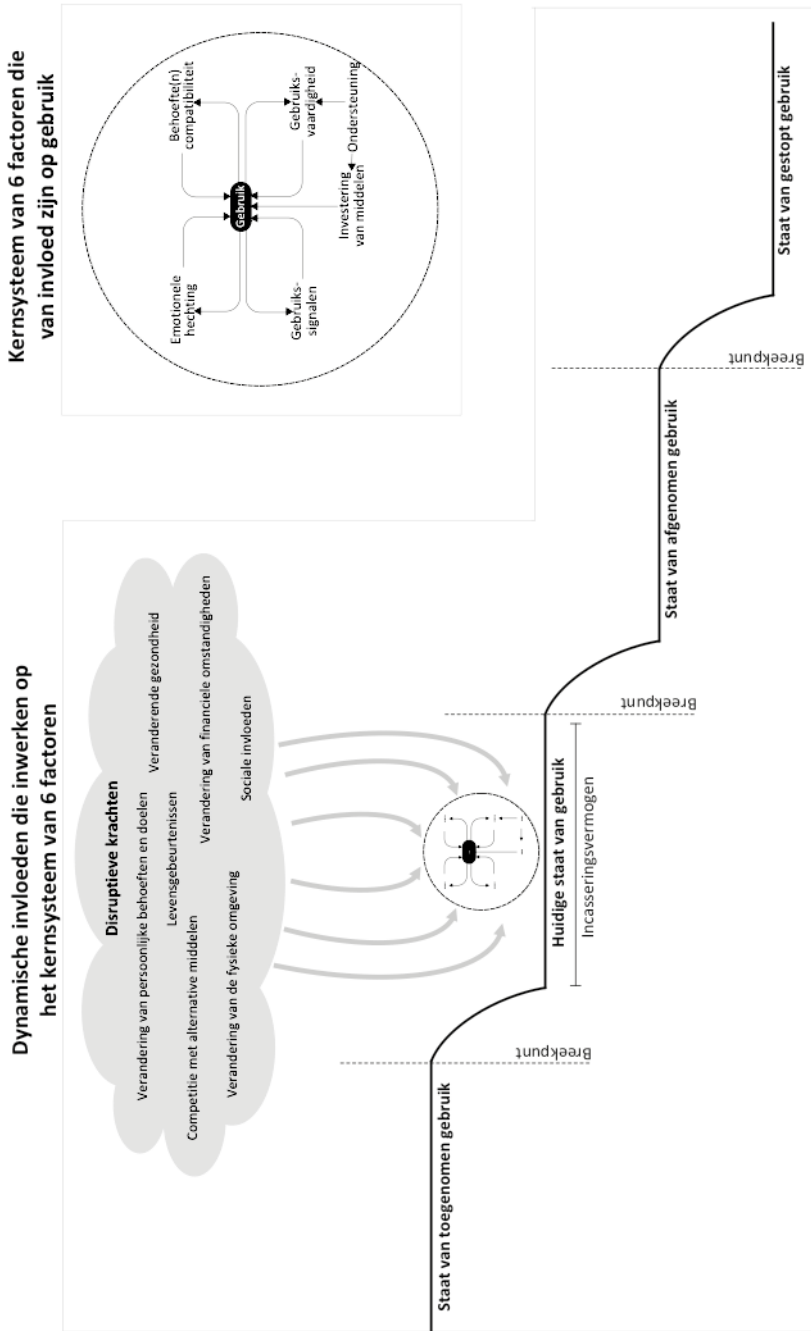 Dynamische invloeden die inwerken op
het kernsysteem van 6 factoren
Disruptieve krachten
Verandering van persoonlijke behoeften en doelen
Veranderende gezondheid
Levensgebeurtenissen
Competitie met alternative middelen
Verandering van financiele omstandigheden
Verandering van de fysieke omgeving
Sociale invloeden
Staat van toegenomen gebruik
Breekpunt
Huidige staat van gebruik
Incasseringsvermogen
Breekpunt
Staat van afgenomen gebruik
Breekpunt
Staat van gestopt gebruik
Kernsysteem van 6 factoren die
van invloed zijn op gebruik
Emotionele
hechting
Behoefte(n)
compatibiliteit
Gebruik
Gebruiks-
signalen
Gebruiks-
vaardigheid
Investering
van middelen
Ondersteuning